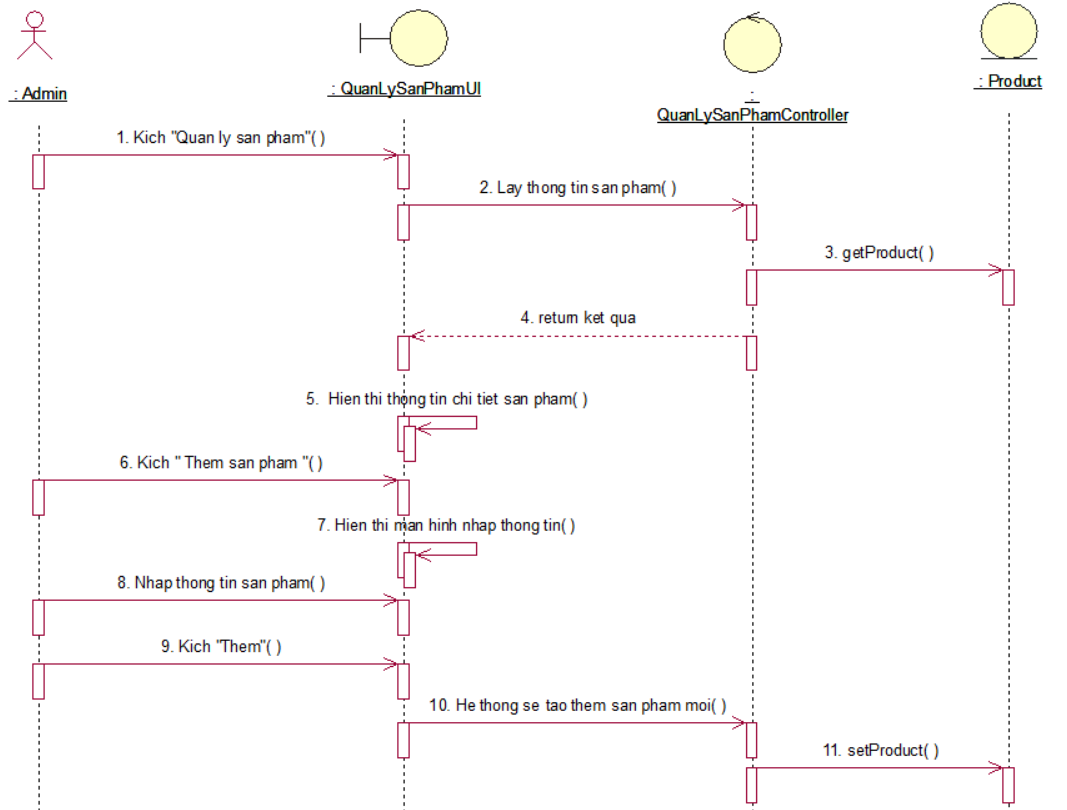 : Admin
: QuanLySanPhamUI
:
QuanLySanPhamController
: Product
1. Kich "Quan ly san pham"( )
2. Lay thong tin san pham( )
3. getProduct( )
4. return ket qua
5. Hien thi thong tin chi tiet san pham( )
6. Kich " Them san pham "( )
7. Hien thi man hinh nhap thong tin( )
8. Nhap thong tin san pham( )
9. Kich "Them"( )
10. He thong se tao them san pham moi( )
11. setProduct( )